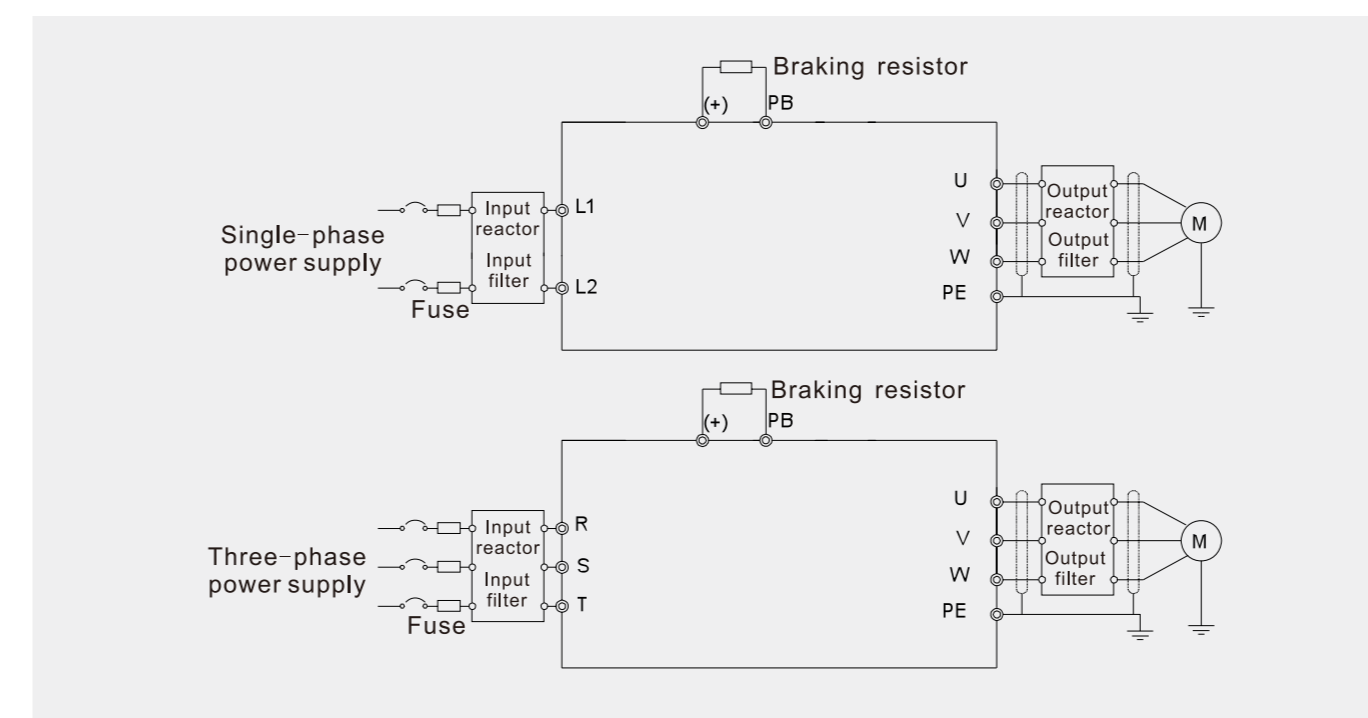 Braking resistor
(+) PB
U
V
W
PE
L1
L2
Input
reactor
Input
filter
Single-phase
power supply
Fuse
Output
reactor
Output
filter
M
Braking resistor
(+) PB
U
V
W
PE
R
S
T
Input
reactor
Input
filter
Three-phase
power supply
Fuse
Output
reactor
Output
filter
M